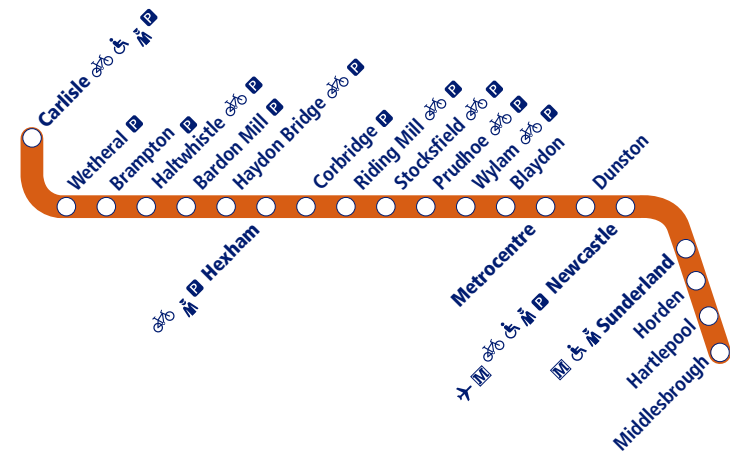 Carlisle P
Wetheral P
Brampton P
Haltwhistle P
Bardon Mill P
Haydon Bridge P
P Hexham
Corbridge P
Riding Mill P
Stocksfield P
Prudhoe P
Wylam P
Blaydon
Metrocentre
Dunston
M P Newcastle
M Sunderland
Horden
Hartlepool
Middlesbrough